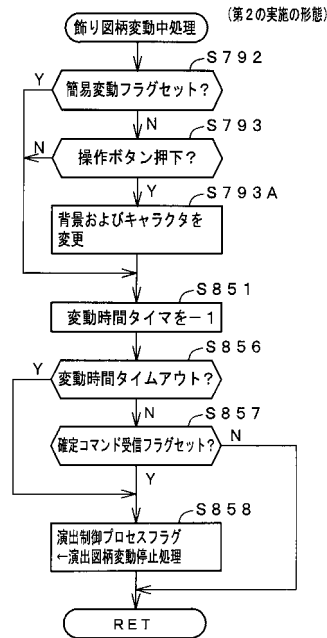 (第2の実施の形態)
飾り図柄変動中処理
S792
簡易変動フラグセット?
Y
N
S793
操作ボタン押下?
N
Y
S793A
背景およびキャラクタを
変更
S851
変動時間タイマを-1
S856
変動時間タイムアウト?
Y
N
S857
確定コマンド受信フラグセット?
N
Y
S858
演出制御プロセスフラグ
←演出図柄変動停止処理
RET